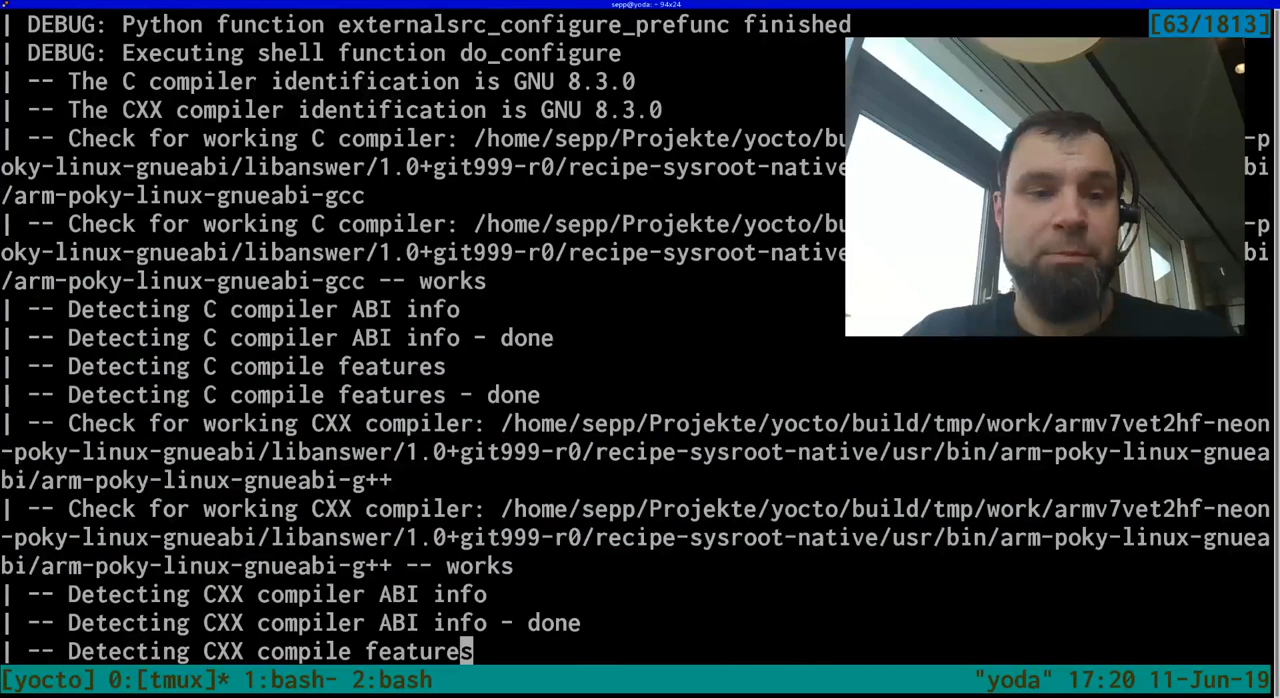 sepp@yoda: ~ 94x24
| DEBUG: Python function externalsrc_configure_prefunc finished
[63/1813]
| DEBUG: Executing shell function do_configure
| -- The C compiler identification is GNU 8.3.0
| -- The CXX compiler identification is GNU 8.3.0
| -- Check for working C compiler: /home/sepp/Projekte/yocto/bu -p
oky-linux-gnueabi/libanswer/1.0+git999-r0/recipe-sysroot-native bi
/arm-poky-linux-gnueabi-gcc
| -- Check for working C compiler: /home/sepp/Projekte/yocto/bu -p
oky-linux-gnueabi/libanswer/1.0+git999-r0/recipe-sysroot-native bi
/arm-poky-linux-gnueabi-gcc -- works
| -- Detecting C compiler ABI info
| -- Detecting C compiler ABI info - done
| -- Detecting C compile features
| -- Detecting C compile features - done
| -- Check for working CXX compiler: /home/sepp/Projekte/yocto/build/tmp/work/armv7vet2hf-neon
-poky-linux-gnueabi/libanswer/1.0+git999-r0/recipe-sysroot-native/usr/bin/arm-poky-linux-gnuea
bi/arm-poky-linux-gnueabi-g++
| -- Check for working CXX compiler: /home/sepp/Projekte/yocto/build/tmp/work/armv7vet2hf-neon
-poky-linux-gnueabi/libanswer/1.0+git999-r0/recipe-sysroot-native/usr/bin/arm-poky-linux-gnuea
bi/arm-poky-linux-gnueabi-g++ -- works
| -- Detecting CXX compiler ABI info
| -- Detecting CXX compiler ABI info - done
| -- Detecting CXX compile features
[yocto] 0:[tmux]* 1:bash- 2:bash "yoda" 17:20 11-Jun-19